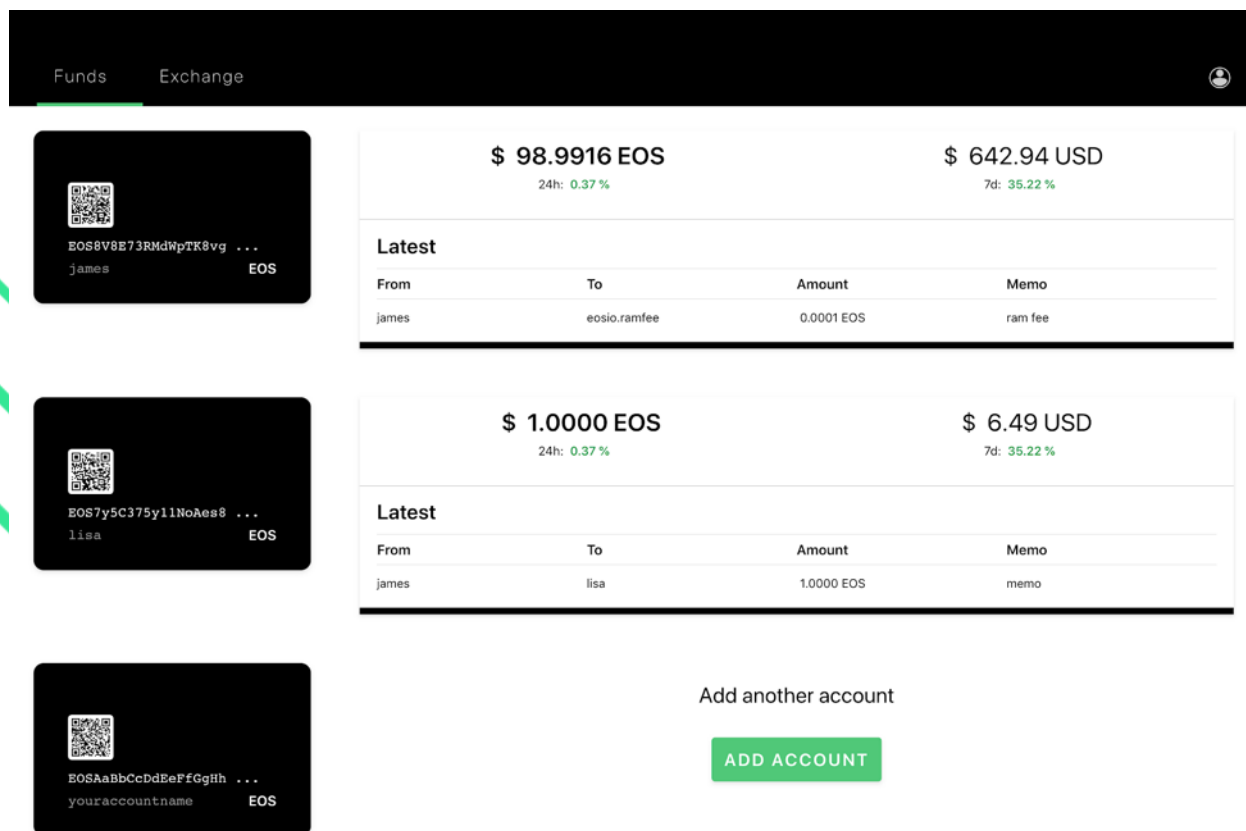 Funds Exchange
EOS8V8E73RMdWpTK8vg ...
james EOS
$ 98.9916 EOS $ 642.94 USD
24h: 0.37 % 7d: 35.22 %
Latest
From To Amount Memo
james eosio.ramfee 0.0001 EOS ram fee
EOS7y5C375y11NoAes8 ...
lisa EOS
$ 1.0000 EOS $ 6.49 USD
24h: 0.37 % 7d: 35.22 %
Latest
From To Amount Memo
james lisa 1.0000 EOS memo
EOSAaBbCcDdEeFfGgHh ...
youraccountname EOS
Add another account
ADD ACCOUNT